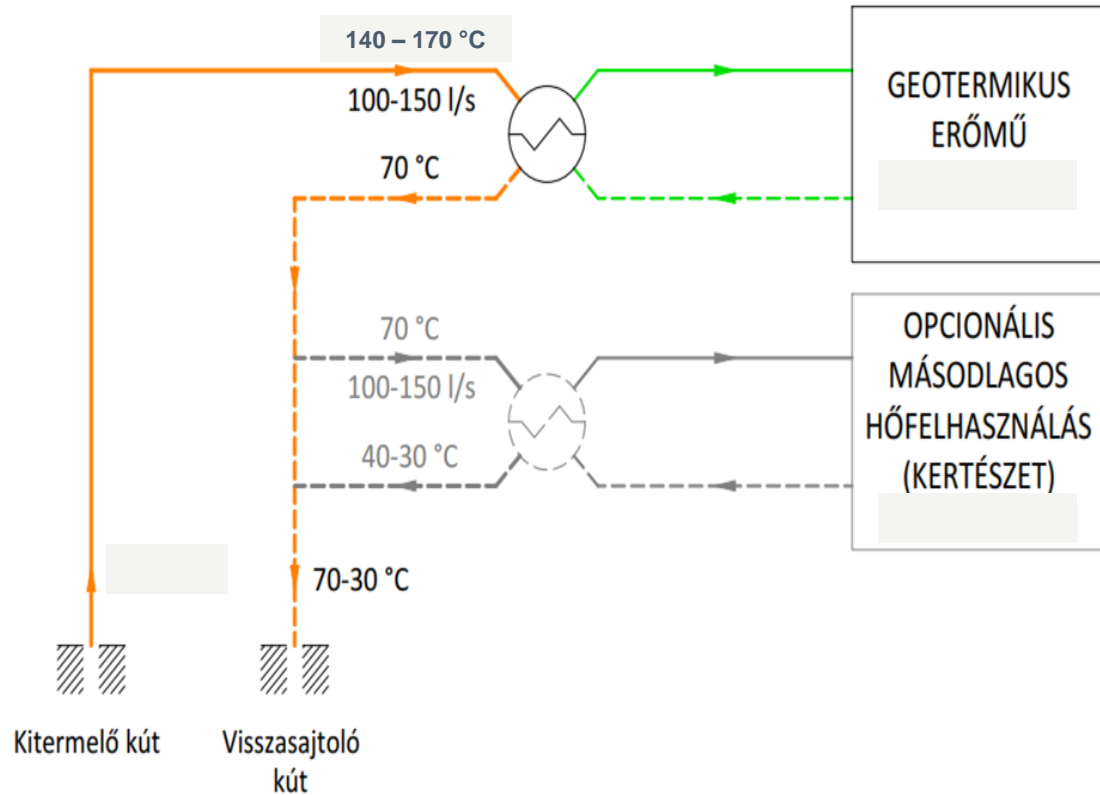 140 – 170 °C
100-150 l/s
70 °C
GEOTERMIKUS
ERŐMŰ
70 °C
100-150 l/s
40-30 °C
OPCIONÁLIS
MÁSODLAGOS
HŐFELHASZNÁLÁS
(KERTÉSZET)
70-30 °C
Kitermelő kút
Visszasajtoló
kút